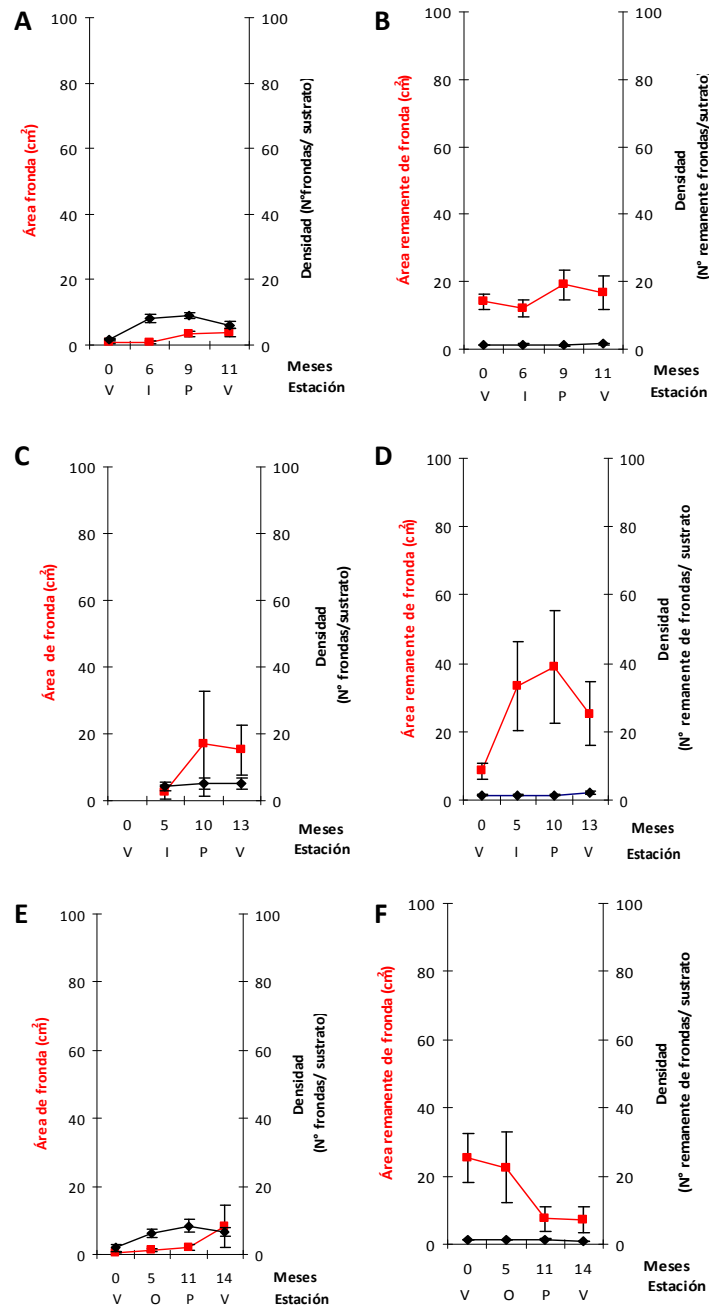 A
100
80
60
40
20
0
Área fronda (cm²)
100
80
60
40
20
0
Densidad (N°frondas/ sustrato)
0 6 9 11 Meses
V I P V Estación
B
100
80
60
40
20
0
Área remanente de fronda (cm²)
100
80
60
40
20
0
Densidad
(N° remanente frondas/sutrato)
0 6 9 11 Meses
V I P V Estación
C
100
80
60
40
20
0
Área de fronda (cm²)
100
80
60
40
20
0
Densidad
(N° frondas/sustrato)
0 5 10 13 Meses
V I P V Estación
D
100
80
60
40
20
0
Área remanente de fronda (cm²)
100
80
60
40
20
0
Densidad
(N° remanente de frondas/ sustrato
0 5 10 13 Meses
V I P V Estación
E
100
80
60
40
20
0
Área de fronda (cm²)
100
80
60
40
20
0
Densidad
(N° frondas/ sustrato)
0 5 11 14 Meses
V O P V Estación
F
100
80
60
40
20
0
Área remanente de fronda (cm²)
100
80
60
40
20
0
Densidad
(N° remanente de frondas/ sustrato
0 5 11 14 Meses
V O P V Estación